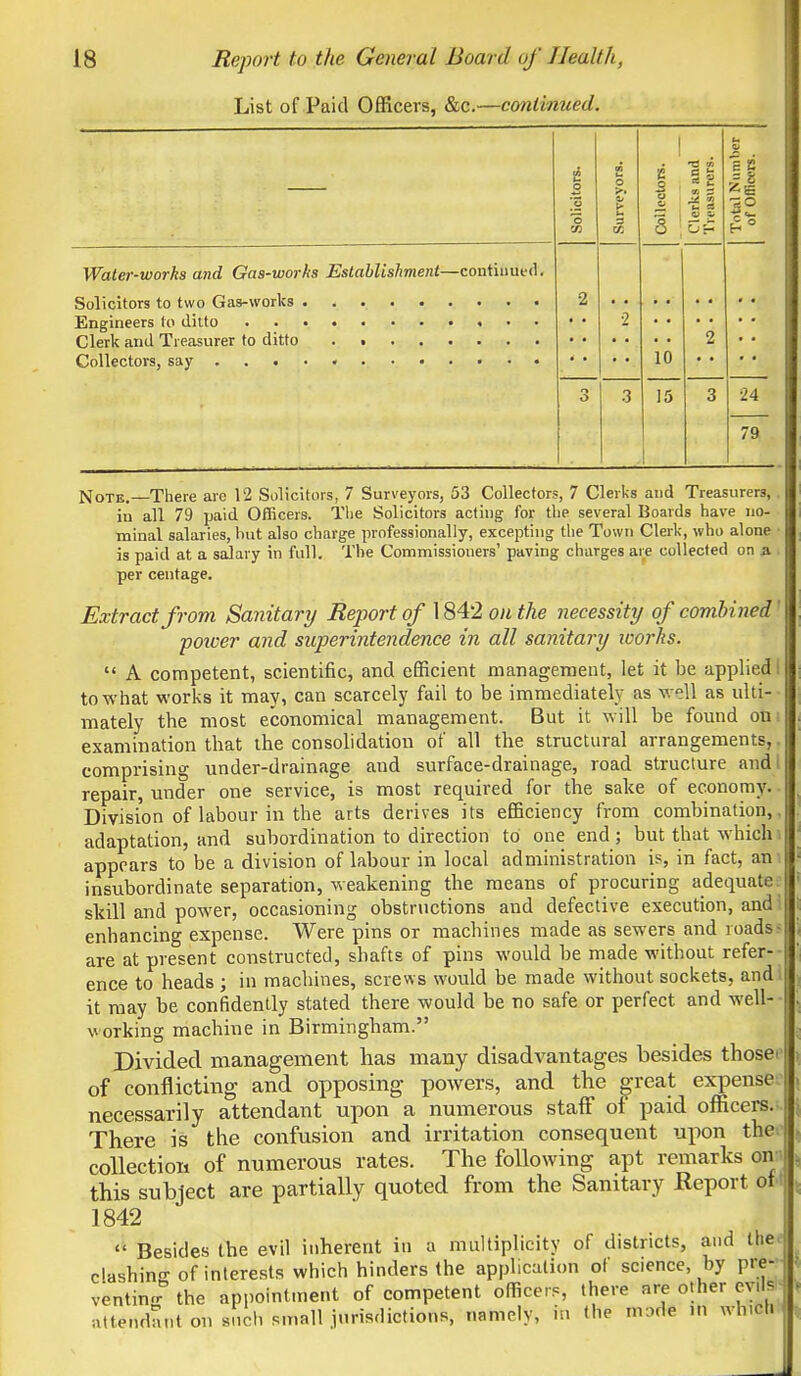 18 Report to the General Board of Health,
List of Paid Officers, &c.—continued.
Solicitors. Surveyors. Collectors. Clerks and Treasurers. Total Number of Officers.
Water-works and Gas-works Establishment—continued.
Solicitors to two Gas-works . . . . . . . . . 2 . . . . . . . .
Engineers to ditto . . . . . . . . . . . . . . 2 . . . . . .
Clerk and Treasurer to ditto . . . . . . . . . . . . . . 2 . .
Collectors, say . . . . . . . . . . . . . . . . 10 . . . .
3 3 15 3 24
79
Note.—There are 12 Solicitors, 7 Surveyors, 53 Collectors, 7 Clerks and Treasurers,
in all 79 paid Officers. The Solicitors acting for the several Boards have no-
minal salaries, but also charge professionally, excepting the Town Clerk, who alone
is paid at a salary in full. The Commissioners' paving charges are collected on a
per centage.
Extract from Sanitary Report of 1842 on the necessity of combined
power and superintendence in all sanitary works.
“ A competent, scientific, and efficient management, let it be applied
to what works it may, can scarcely fail to be immediately as well as ulti-
mately the most economical management. But it will be found on
examination that the consolidation of all the structural arrangements,
comprising under-drainage and surface-drainage, road structure and
repair, under one service, is most required for the sake of economy.
Division of labour in the arts derives its efficiency from combination,
adaptation, and subordination to direction to one end ; but that which
appears to be a division of labour in local administration is, in fact, an
insubordinate separation, weakening the means of procuring adequate
skill and power, occasioning obstructions and defective execution, and
enhancing expense. Were pins or machines made as sewers and roads
are at present constructed, shafts of pins would be made without refer-
ence to heads ; in machines, screws would be made without sockets, and
it may be confidently stated there would be no safe or perfect and well-
working machine in Birmingham.”
Divided management has many disadvantages besides those
of conflicting and opposing powers, and the great expense
necessarily attendant upon a numerous staff of paid officers.
There is the confusion and irritation consequent upon the
collection of numerous rates. The following apt remarks on
this subject are partially quoted from the Sanitary Report of
1842
“ Besides the evil inherent in a multiplicity of districts, and the
clashing of interests which hinders the application of science, by pre-
venting the appointment of competent officers, there are other evils
attendant on such small jurisdictions, namely, in the mode in which